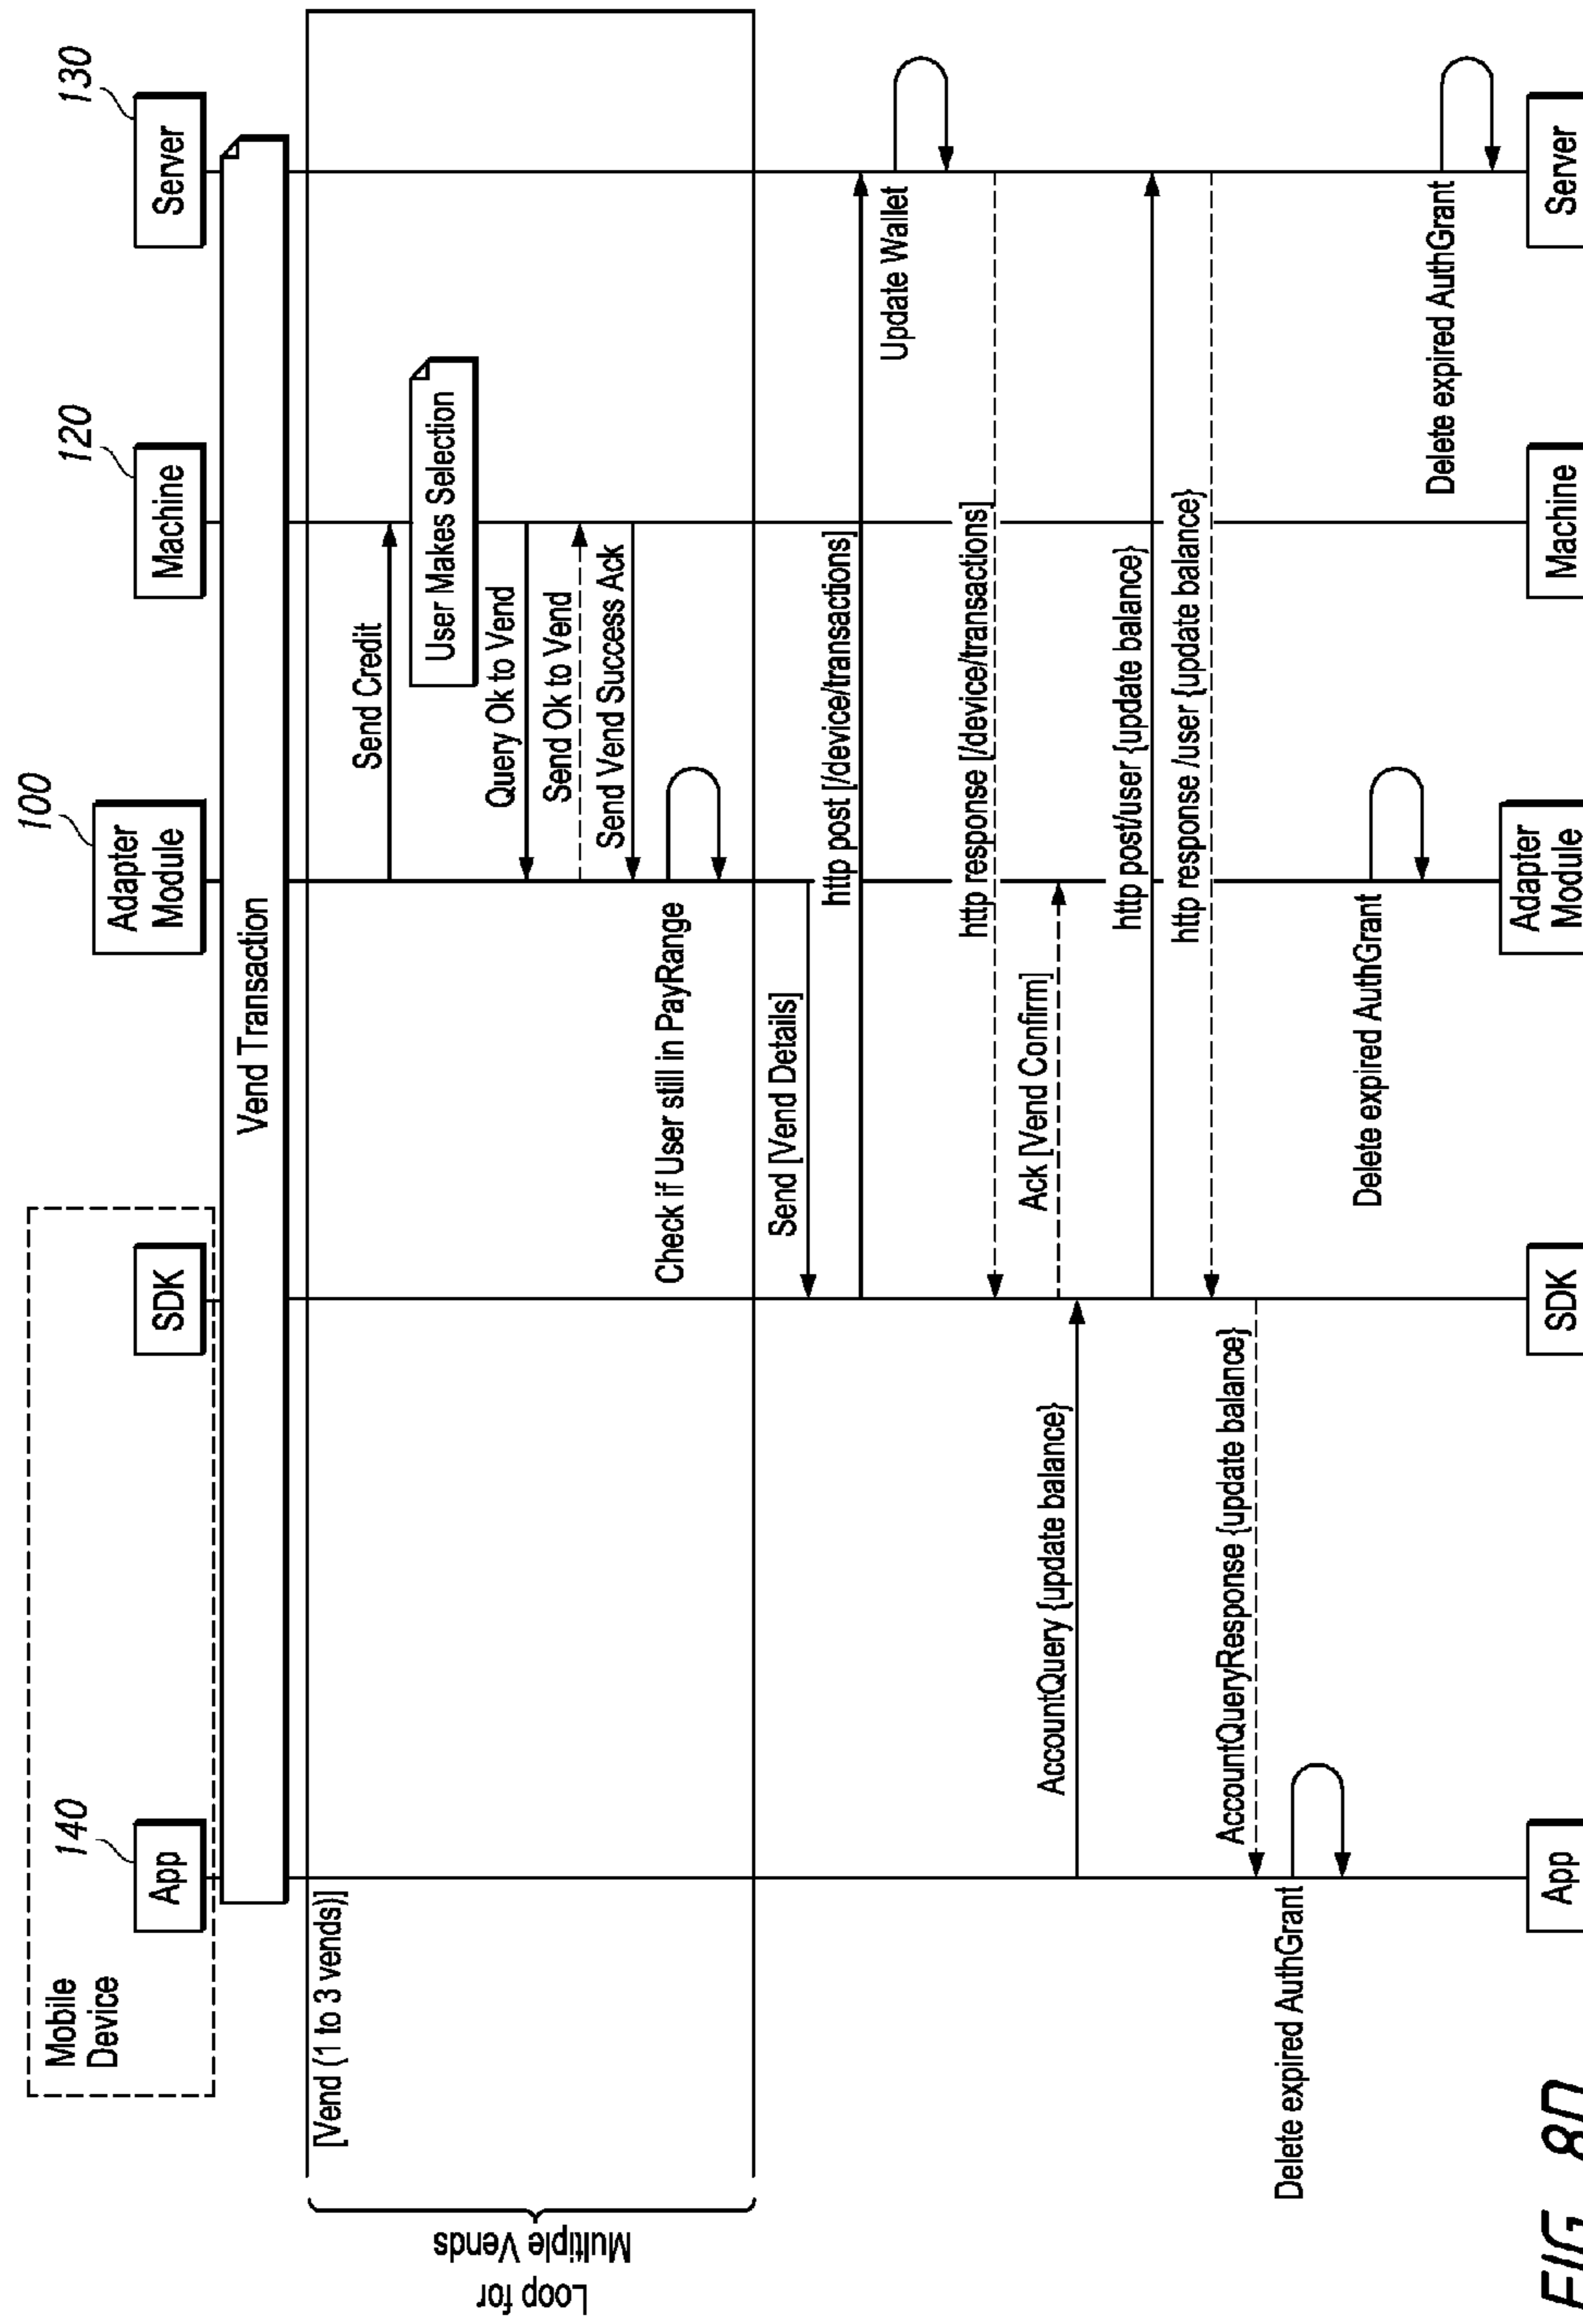 Mobile
Device
140
App
SDK
100
Adapter
Module
120
Machine
130
Server
Vend Transaction
[Vend (1 to 3 vends)]
Loop for
Multiple Vends
Send Credit
User Makes Selection
Query Ok to Vend
Send Ok to Vend
Send Vend Success Ack
Check if User still in PayRange
Send [Vend Details]
http post [/device/transactions]
Update Wallet
http response [/device/transactions]
Ack [Vend Confirm]
AccountQuery {update balance}
http post/user {update balance}
http response /user {update balance}
AccountQueryResponse {update balance}
Delete expired AuthGrant
Delete expired AuthGrant
Delete expired AuthGrant
App
SDK
Adapter
Module
Machine
Server
FIG. 8D